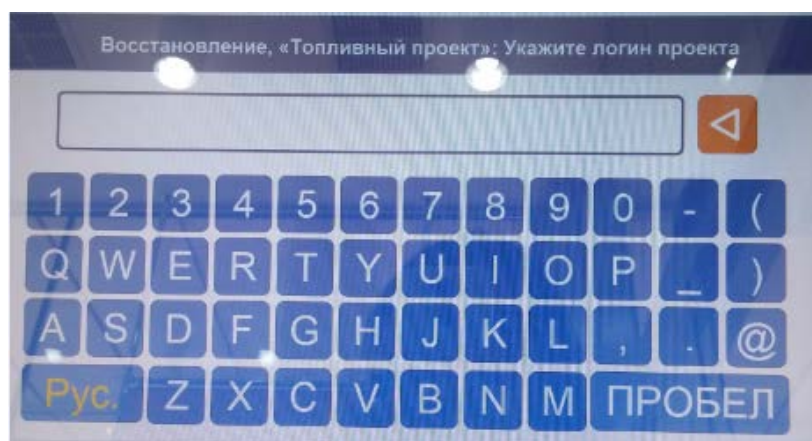 Восстановление, «Топливный проект»: Укажите логин проекта
1 2 3 4 5 6 7 8 9 0 - (
Q W E R T Y U I O P _ )
A S D F G H J K L , . @
Рус. Z X C V B N M ПРОБЕЛ